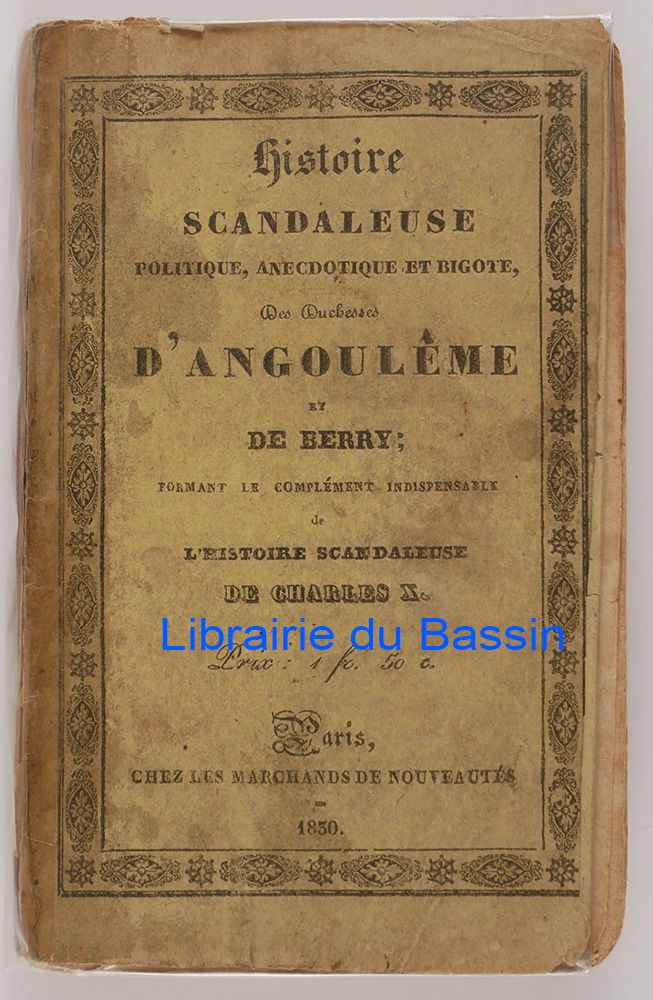 Histoire
SCANDALEUSE
POLITIQUE, ANECDOTIQUE ET BIGOTE,
Des Duchesses
D'ANGOULÊME
ET
DE BERRY;
FORMANT LE COMPLÉMENT INDISPENSABLE
de
L'HISTOIRE SCANDALEUSE
DE CHARLES X.
Librairie du Bassin
Prix : 1 fr. 50 c.
Paris,
CHEZ LES MARCHANDS DE NOUVEAUTÉS
1830.